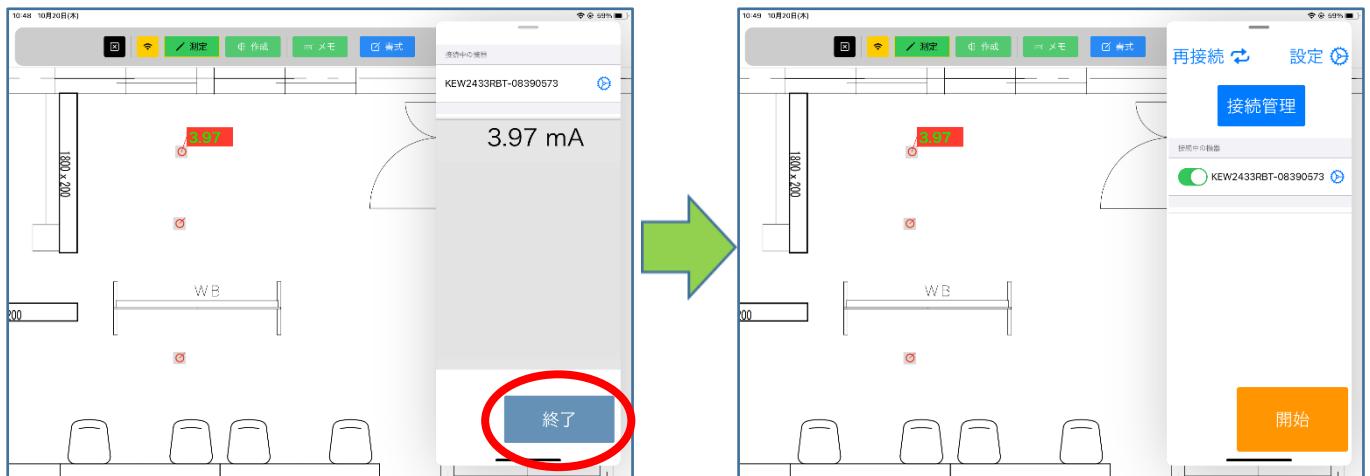 10:48 10月20日(木)
59%
測定
作成
メモ
書式
接続中の機器
KEW2433RBT-08390573
3.97 mA
3.97
1800 x 200
WB
200
終了
10:49 10月20日(木)
59%
測定
作成
メモ
書式
再接続
設定
接続管理
接続中の機器
KEW2433RBT-08390573
3.97
1800 x 200
WB
200
開始